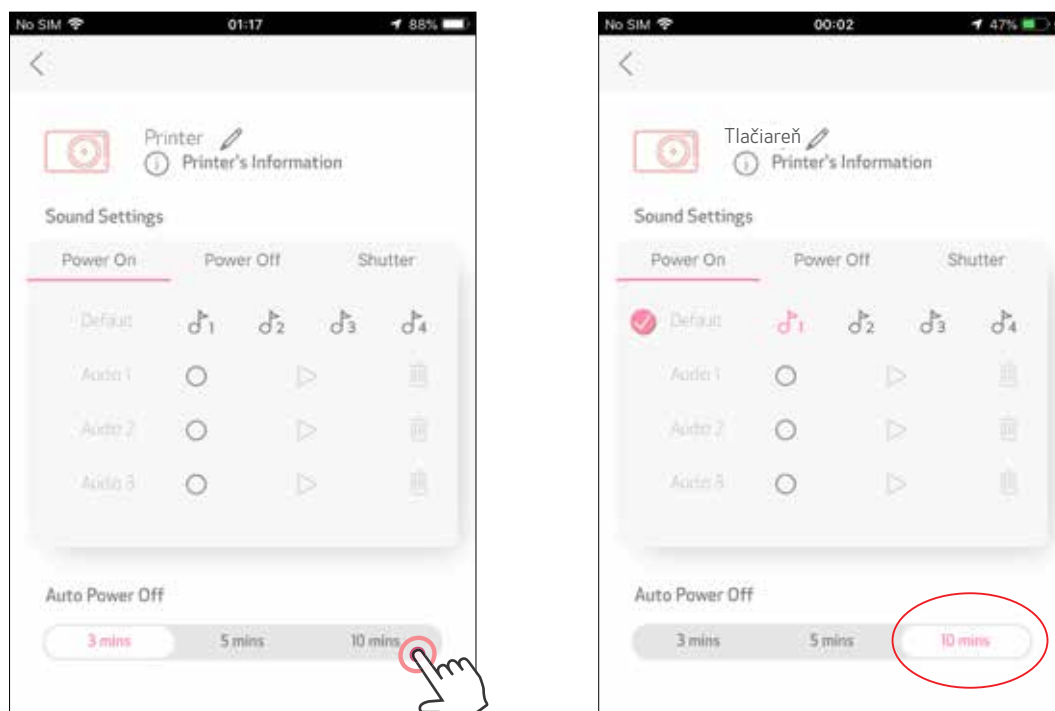 No SIM 01:17 88%
Printer
Printer's Information
Sound Settings
Power On Power Off Shutter
Default 1 2 3 4
Audio 1
Audio 2
Audio 3
Auto Power Off
3 mins 5 mins 10 mins
No SIM 00:02 47%
Tlačiareň
Printer's Information
Sound Settings
Power On Power Off Shutter
Default 1 2 3 4
Audio 1
Audio 2
Audio 3
Auto Power Off
3 mins 5 mins 10 mins